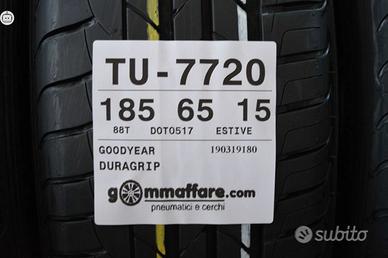 TU-7720
185 65 15
88T DOT0517 ESTIVE
GOODYEAR 190319180
DURAGRIP
gommaffare.com
pneumatici e cerchi
subito